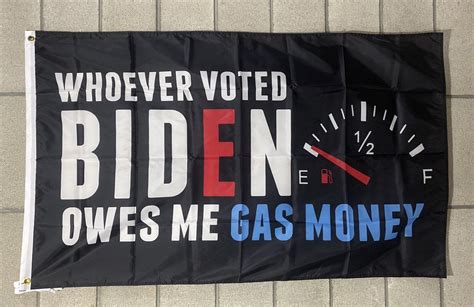 WHOEVER VOTED
BIDEN
OWES ME GAS MONEY
1/2
E F